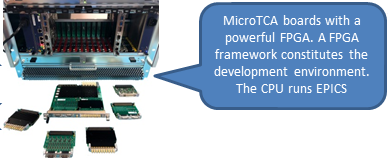 MicroTCA boards with a
powerful FPGA. A FPGA
framework constitutes the
development environment.
The CPU runs EPICS